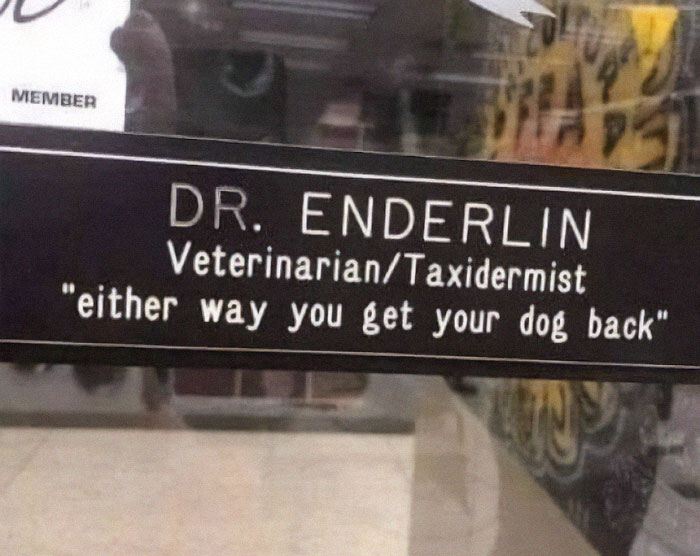 MEMBER
DR. ENDERLIN
Veterinarian/Taxidermist
"either way you get your dog back"